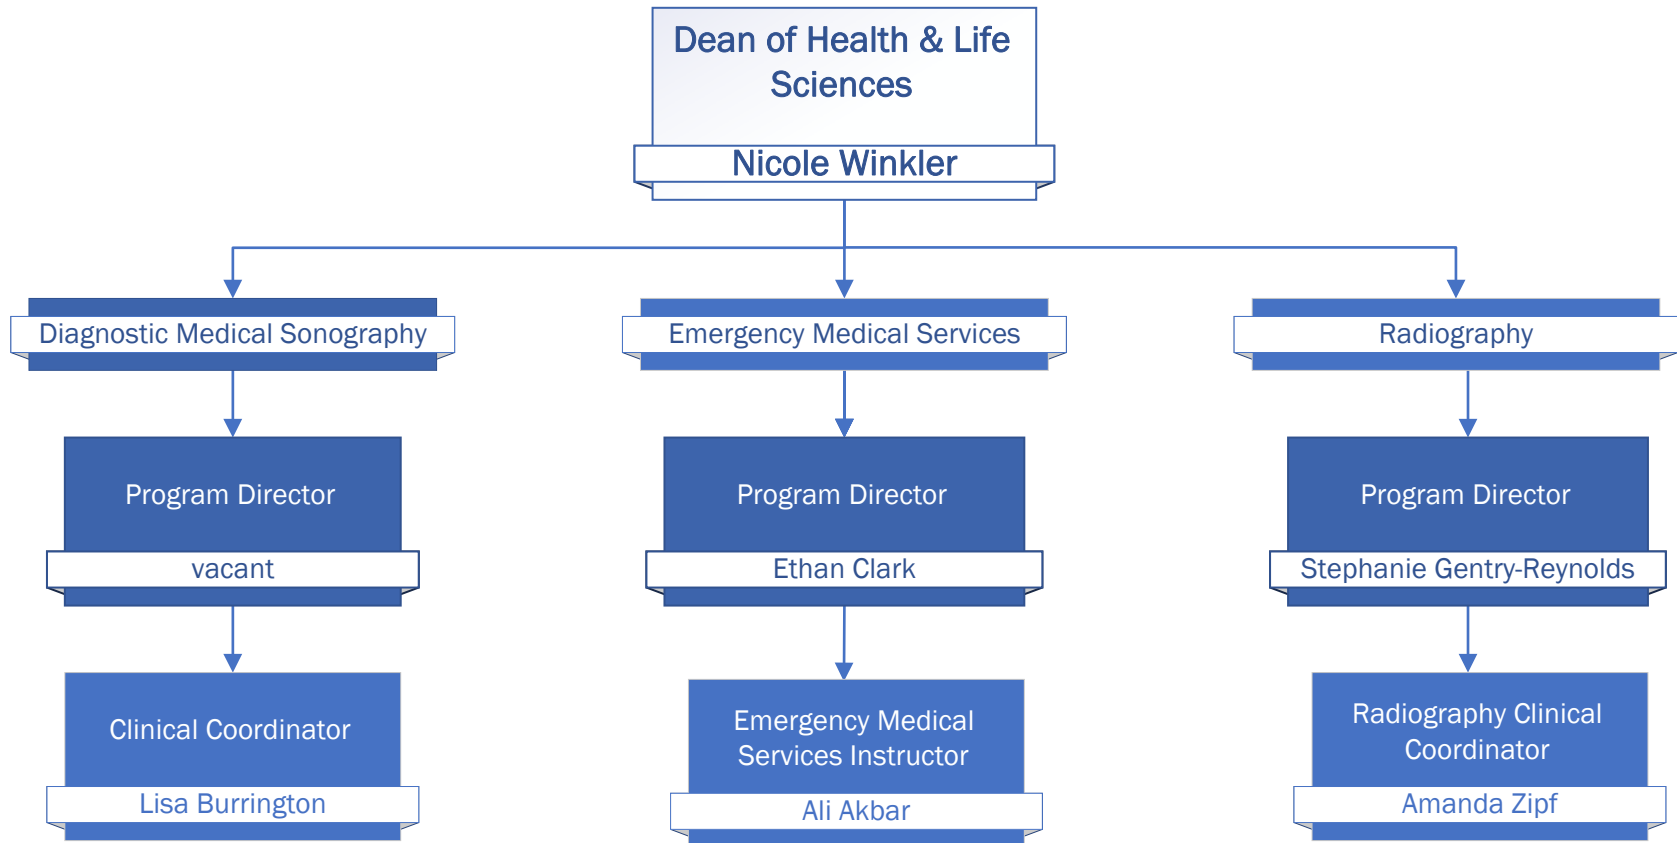 Dean of Health & Life
Sciences
Nicole Winkler
Diagnostic Medical Sonography
Emergency Medical Services
Radiography
Program Director
vacant
Program Director
Ethan Clark
Program Director
Stephanie Gentry-Reynolds
Clinical Coordinator
Lisa Burrington
Emergency Medical
Services Instructor
Ali Akbar
Radiography Clinical
Coordinator
Amanda Zipf